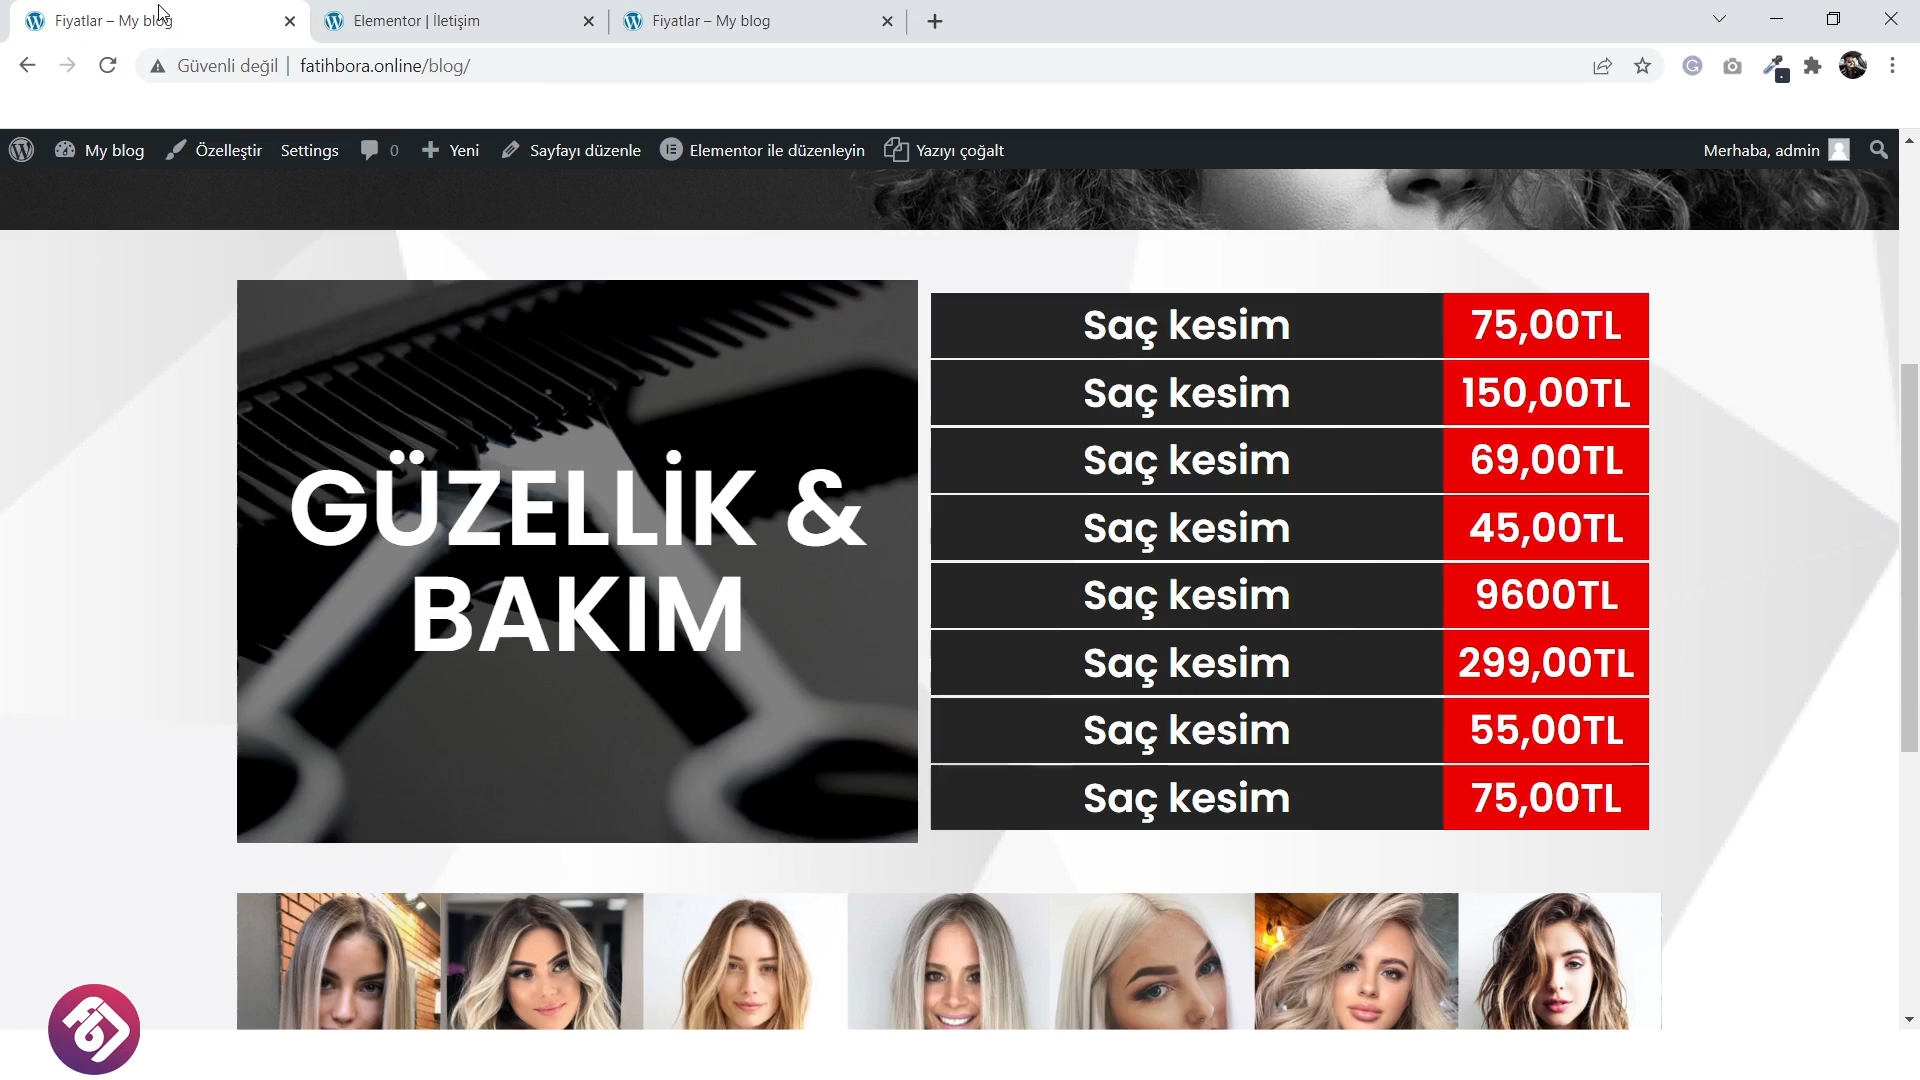 Fiyatlar – My blog
Elementor | İletişim
Fiyatlar – My blog
Güvenli değil
fatihbora.online/blog/
My blog
Özelleştir
Settings
0
Yeni
Sayfayı düzenle
Elementor ile düzenleyin
Yazıyı çoğalt
Merhaba, admin
GÜZELLİK &
BAKIM
Saç kesim 75,00TL
Saç kesim 150,00TL
Saç kesim 69,00TL
Saç kesim 45,00TL
Saç kesim 9600TL
Saç kesim 299,00TL
Saç kesim 55,00TL
Saç kesim 75,00TL